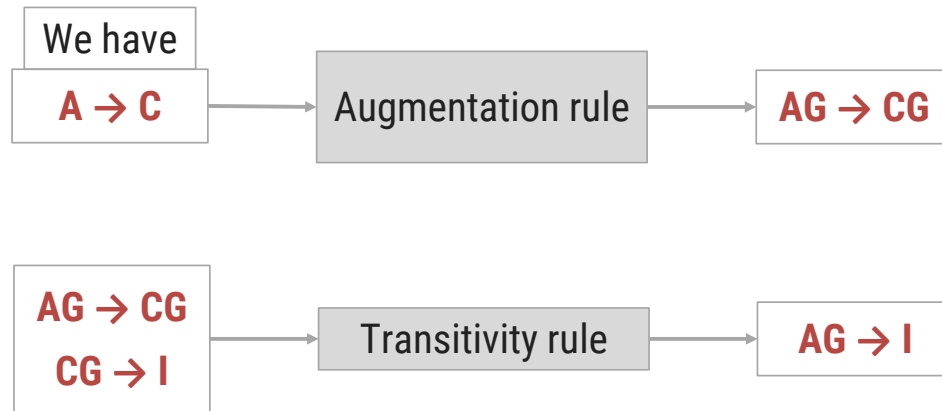 We have
A → C
Augmentation rule
AG → CG
AG → CG
CG → I
Transitivity rule
AG → I